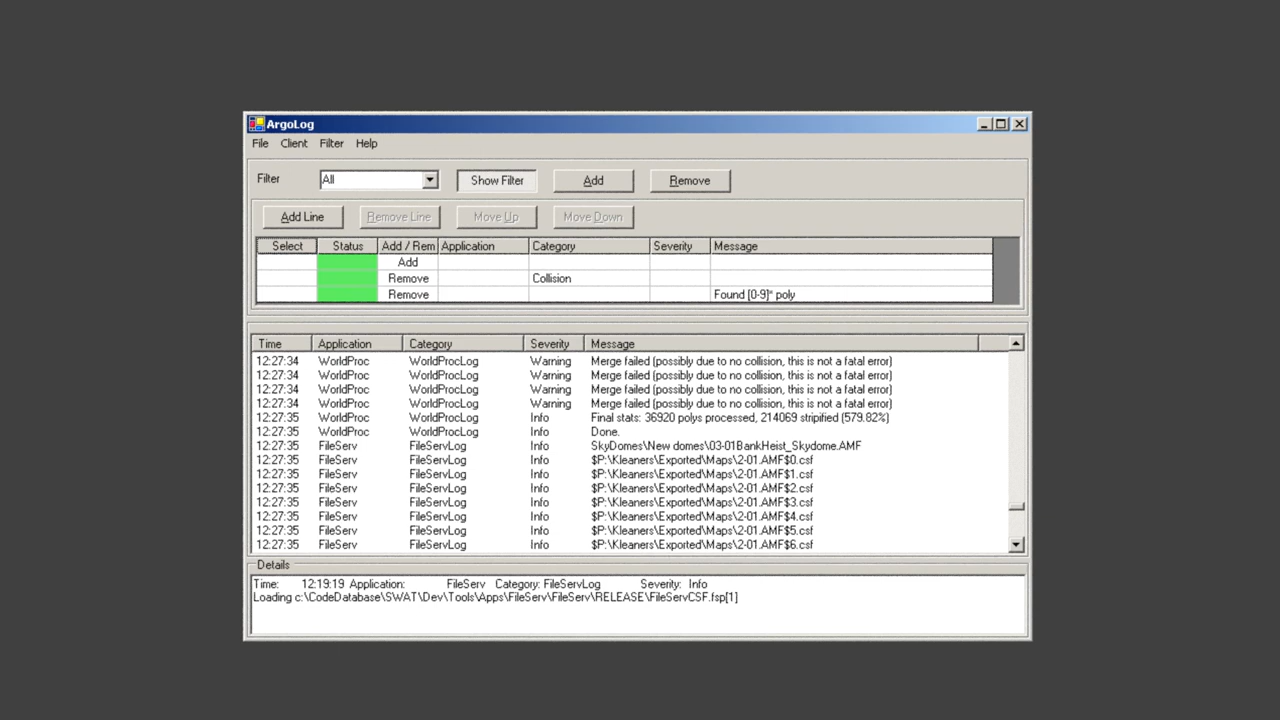 ArgoLog
File Client Filter Help
Filter All Show Filter Add Remove
Add Line Remove Line Move Up Move Down
Select Status Add / Rem Application Category Severity Message
Add
Remove Collision
Remove Found [0-9]* poly
Time Application Category Severity Message
12:27:34 WorldProc WorldProcLog Warning Merge failed (possibly due to no collision, this is not a fatal error)
12:27:34 WorldProc WorldProcLog Warning Merge failed (possibly due to no collision, this is not a fatal error)
12:27:34 WorldProc WorldProcLog Warning Merge failed (possibly due to no collision, this is not a fatal error)
12:27:34 WorldProc WorldProcLog Warning Merge failed (possibly due to no collision, this is not a fatal error)
12:27:35 WorldProc WorldProcLog Info Final stats: 36920 polys processed, 214069 stripified (579.82%)
12:27:35 WorldProc WorldProcLog Info Done.
12:27:35 FileServ FileServLog Info SkyDomes\New domes\03-01BankHeist_Skydome.AMF
12:27:35 FileServ FileServLog Info $P:\Kleaners\Exported\Maps\2-01.AMF$0.csf
12:27:35 FileServ FileServLog Info $P:\Kleaners\Exported\Maps\2-01.AMF$1.csf
12:27:35 FileServ FileServLog Info $P:\Kleaners\Exported\Maps\2-01.AMF$2.csf
12:27:35 FileServ FileServLog Info $P:\Kleaners\Exported\Maps\2-01.AMF$3.csf
12:27:35 FileServ FileServLog Info $P:\Kleaners\Exported\Maps\2-01.AMF$4.csf
12:27:35 FileServ FileServLog Info $P:\Kleaners\Exported\Maps\2-01.AMF$5.csf
12:27:35 FileServ FileServLog Info $P:\Kleaners\Exported\Maps\2-01.AMF$6.csf
Details
Time: 12:19:19 Application: FileServ Category: FileServLog Severity: Info
Loading c:\CodeDatabase\SWAT\Dev\Tools\Apps\FileServ\FileServ\RELEASE\FileServCSF.fsp[1]